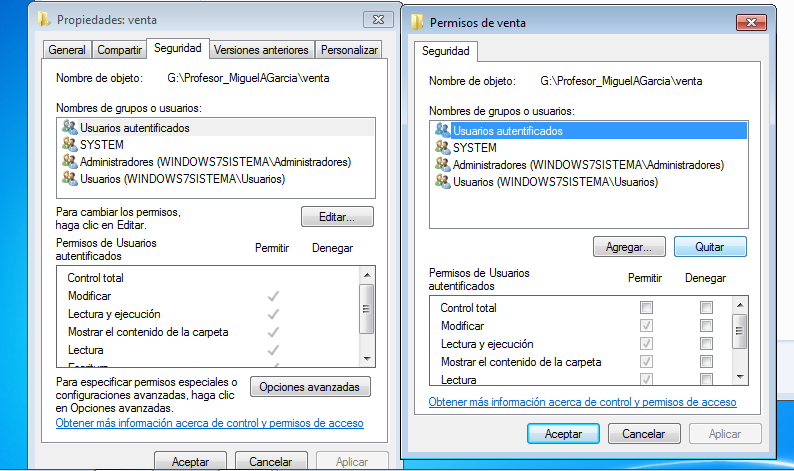 Propiedades: venta
General Compartir Seguridad Versiones anteriores Personalizar
Nombre de objeto: G:\Profesor_MiguelAGarcia\venta
Nombres de grupos o usuarios:
Usuarios autentificados
SYSTEM
Administradores (WINDOWS7SISTEMA\Administradores)
Usuarios (WINDOWS7SISTEMA\Usuarios)
Para cambiar los permisos,
haga clic en Editar.
Editar...
Permisos de Usuarios
autentificados
Permitir Denegar
Control total
Modificar
Lectura y ejecución
Mostrar el contenido de la carpeta
Lectura
Escritura
Para especificar permisos especiales o
configuraciones avanzadas, haga clic
en Opciones avanzadas.
Opciones avanzadas
Obtener más información acerca de control y permisos de acceso
Aceptar Cancelar Aplicar
Permisos de venta
Seguridad
Nombre de objeto: G:\Profesor_MiguelAGarcia\venta
Nombres de grupos o usuarios:
Usuarios autentificados
SYSTEM
Administradores (WINDOWS7SISTEMA\Administradores)
Usuarios (WINDOWS7SISTEMA\Usuarios)
Agregar... Quitar
Permisos de Usuarios
autentificados
Permitir Denegar
Control total
Modificar
Lectura y ejecución
Mostrar el contenido de la carpeta
Lectura
Obtener más información acerca de control y permisos de acceso
Aceptar Cancelar Aplicar